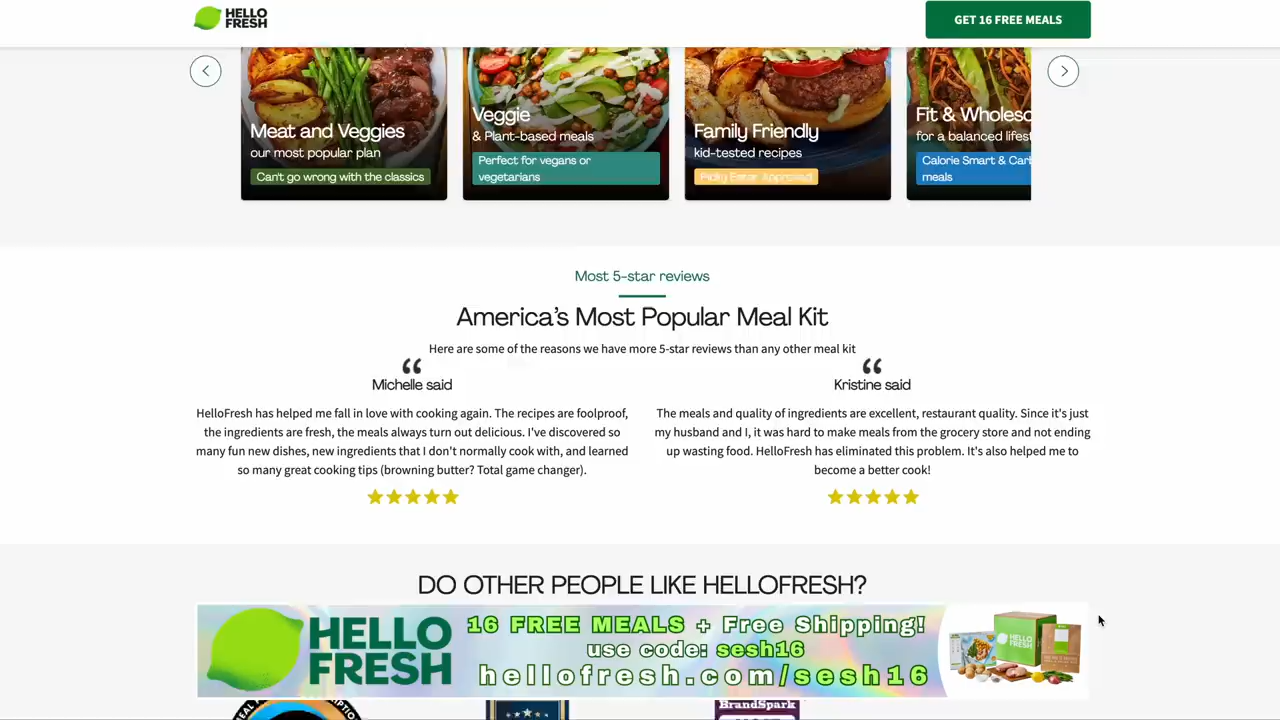 HELLO
FRESH
GET 16 FREE MEALS
Meat and Veggies
our most popular plan
Can't go wrong with the classics
Veggie
& Plant-based meals
Perfect for vegans or
vegetarians
Family Friendly
kid-tested recipes
Picky Eater Approved
Fit & Wholeso
for a balanced lifest
Calorie Smart & Carb
meals
Most 5-star reviews
America's Most Popular Meal Kit
Here are some of the reasons we have more 5-star reviews than any other meal kit
“
Michelle said
HelloFresh has helped me fall in love with cooking again. The recipes are foolproof,
the ingredients are fresh, the meals always turn out delicious. I've discovered so
many fun new dishes, new ingredients that I don't normally cook with, and learned
so many great cooking tips (browning butter? Total game changer).
“
Kristine said
The meals and quality of ingredients are excellent, restaurant quality. Since it's just
my husband and I, it was hard to make meals from the grocery store and not ending
up wasting food. HelloFresh has eliminated this problem. It's also helped me to
become a better cook!
DO OTHER PEOPLE LIKE HELLOFRESH?
HELLO
FRESH
16 FREE MEALS + Free Shipping!
use code: sesh16
hellofresh.com/sesh16
HELLO
FRESH
BrandSpark